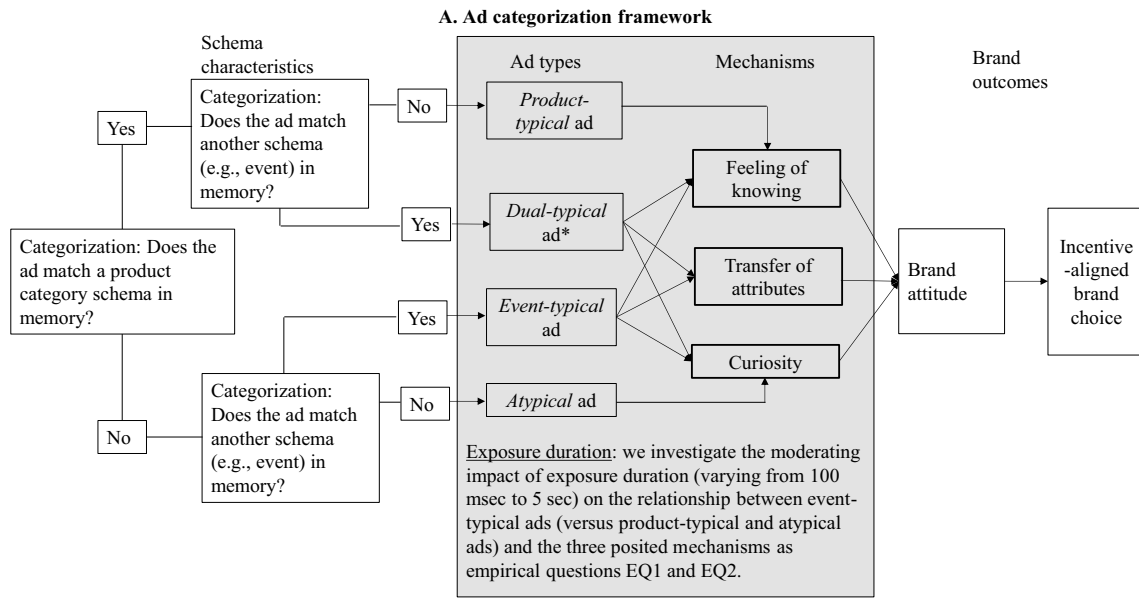 A. Ad categorization framework
Schema
characteristics
Ad types
Mechanisms
Brand
outcomes
Categorization:
Does the ad match
another schema
(e.g., event) in
memory?
No
Product-
typical ad
Yes
Feeling of
knowing
Yes
Dual-typical
ad*
Categorization: Does the
ad match a product
category schema in
memory?
Transfer of
attributes
Brand
attitude
Incentive
-aligned
brand
choice
Yes
Event-typical
ad
Curiosity
Categorization:
Does the ad match
another schema
(e.g., event) in
memory?
No
No
Atypical ad
Exposure duration: we investigate the moderating
impact of exposure duration (varying from 100
msec to 5 sec) on the relationship between event-
typical ads (versus product-typical and atypical
ads) and the three posited mechanisms as
empirical questions EQ1 and EQ2.